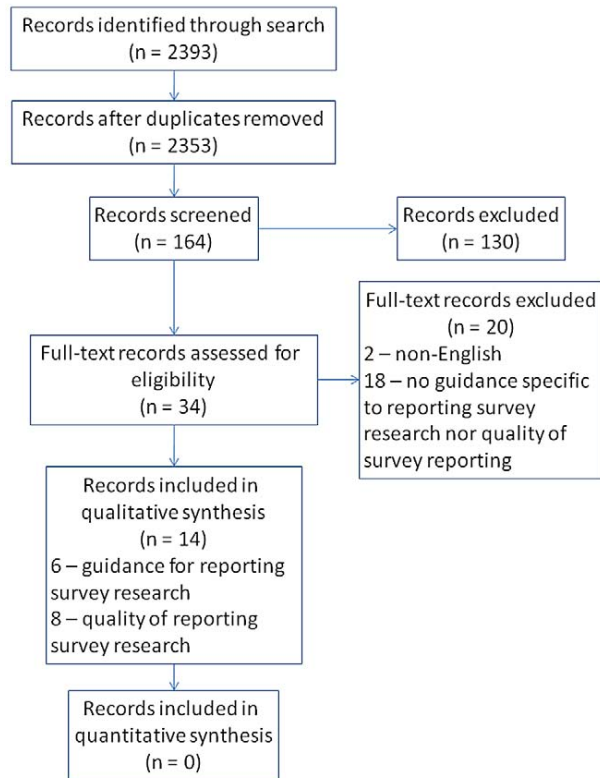 Records identified through search
(n = 2393)
Records after duplicates removed
(n = 2353)
Records screened
(n = 164)
Records excluded
(n = 130)
Full-text records assessed for
eligibility
(n = 34)
Full-text records excluded
(n = 20)
2 – non-English
18 – no guidance specific
to reporting survey
research nor quality of
survey reporting
Records included in
qualitative synthesis
(n = 14)
6 – guidance for reporting
survey research
8 – quality of reporting
survey research
Records included in
quantitative synthesis
(n = 0)